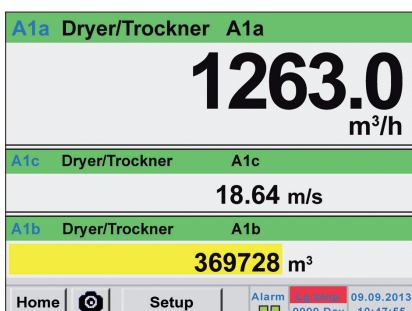 A1a Dryer/Trockner A1a
1263.0
m³/h
A1c Dryer/Trockner A1c
18.64 m/s
A1b Dryer/Trockner A1b
369728 m³
Home Setup Alarm 09.09.2013